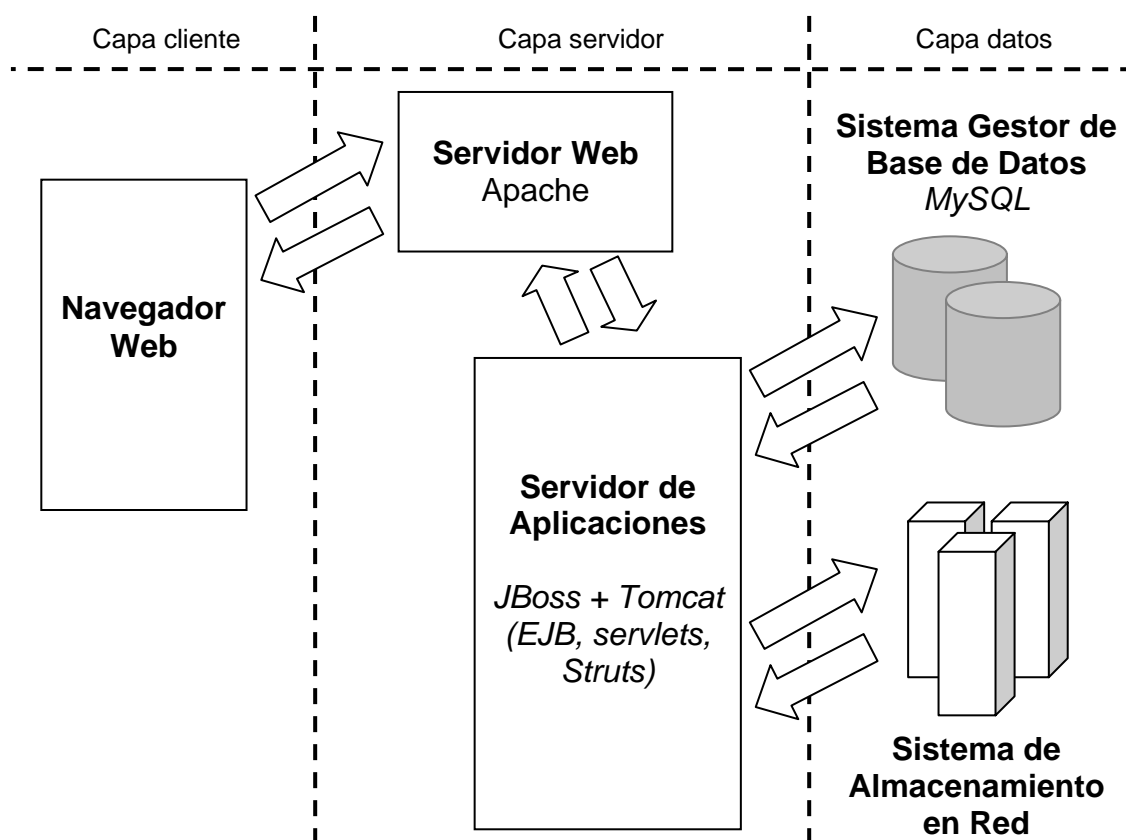 Capa cliente
Capa servidor
Capa datos
Navegador
Web
Servidor Web
Apache
Servidor de
Aplicaciones
JBoss + Tomcat
(EJB, servlets,
Struts)
Sistema Gestor de
Base de Datos
MySQL
Sistema de
Almacenamiento
en Red